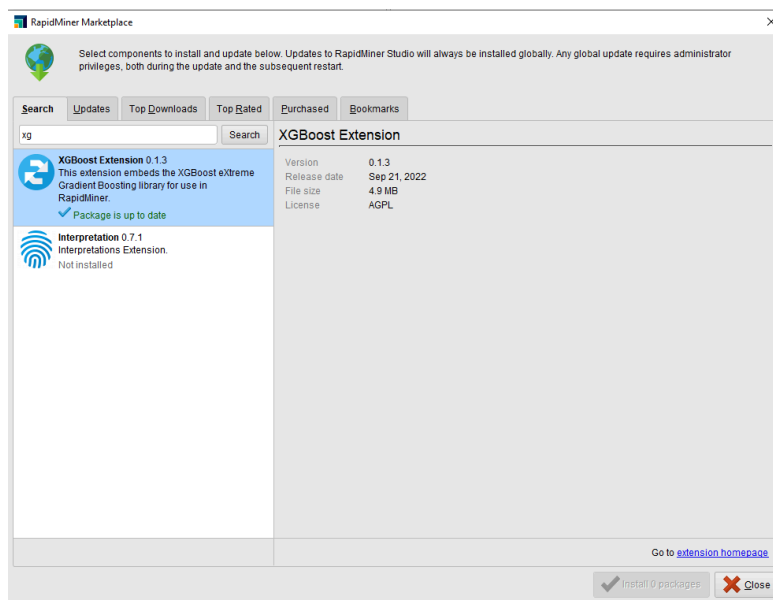 RapidMiner Marketplace
Select components to install and update below. Updates to RapidMiner Studio will always be installed globally. Any global update requires administrator
privileges, both during the update and the subsequent restart.
Search Updates Top Downloads Top Rated Purchased Bookmarks
xg Search
XGBoost Extension 0.1.3
This extension embeds the XGBoost eXtreme
Gradient Boosting library for use in
RapidMiner.
Package is up to date
Interpretation 0.7.1
Interpretations Extension.
Not installed
XGBoost Extension
Version 0.1.3
Release date Sep 21, 2022
File size 4.9 MB
License AGPL
Go to extension homepage
Install 0 packages Close